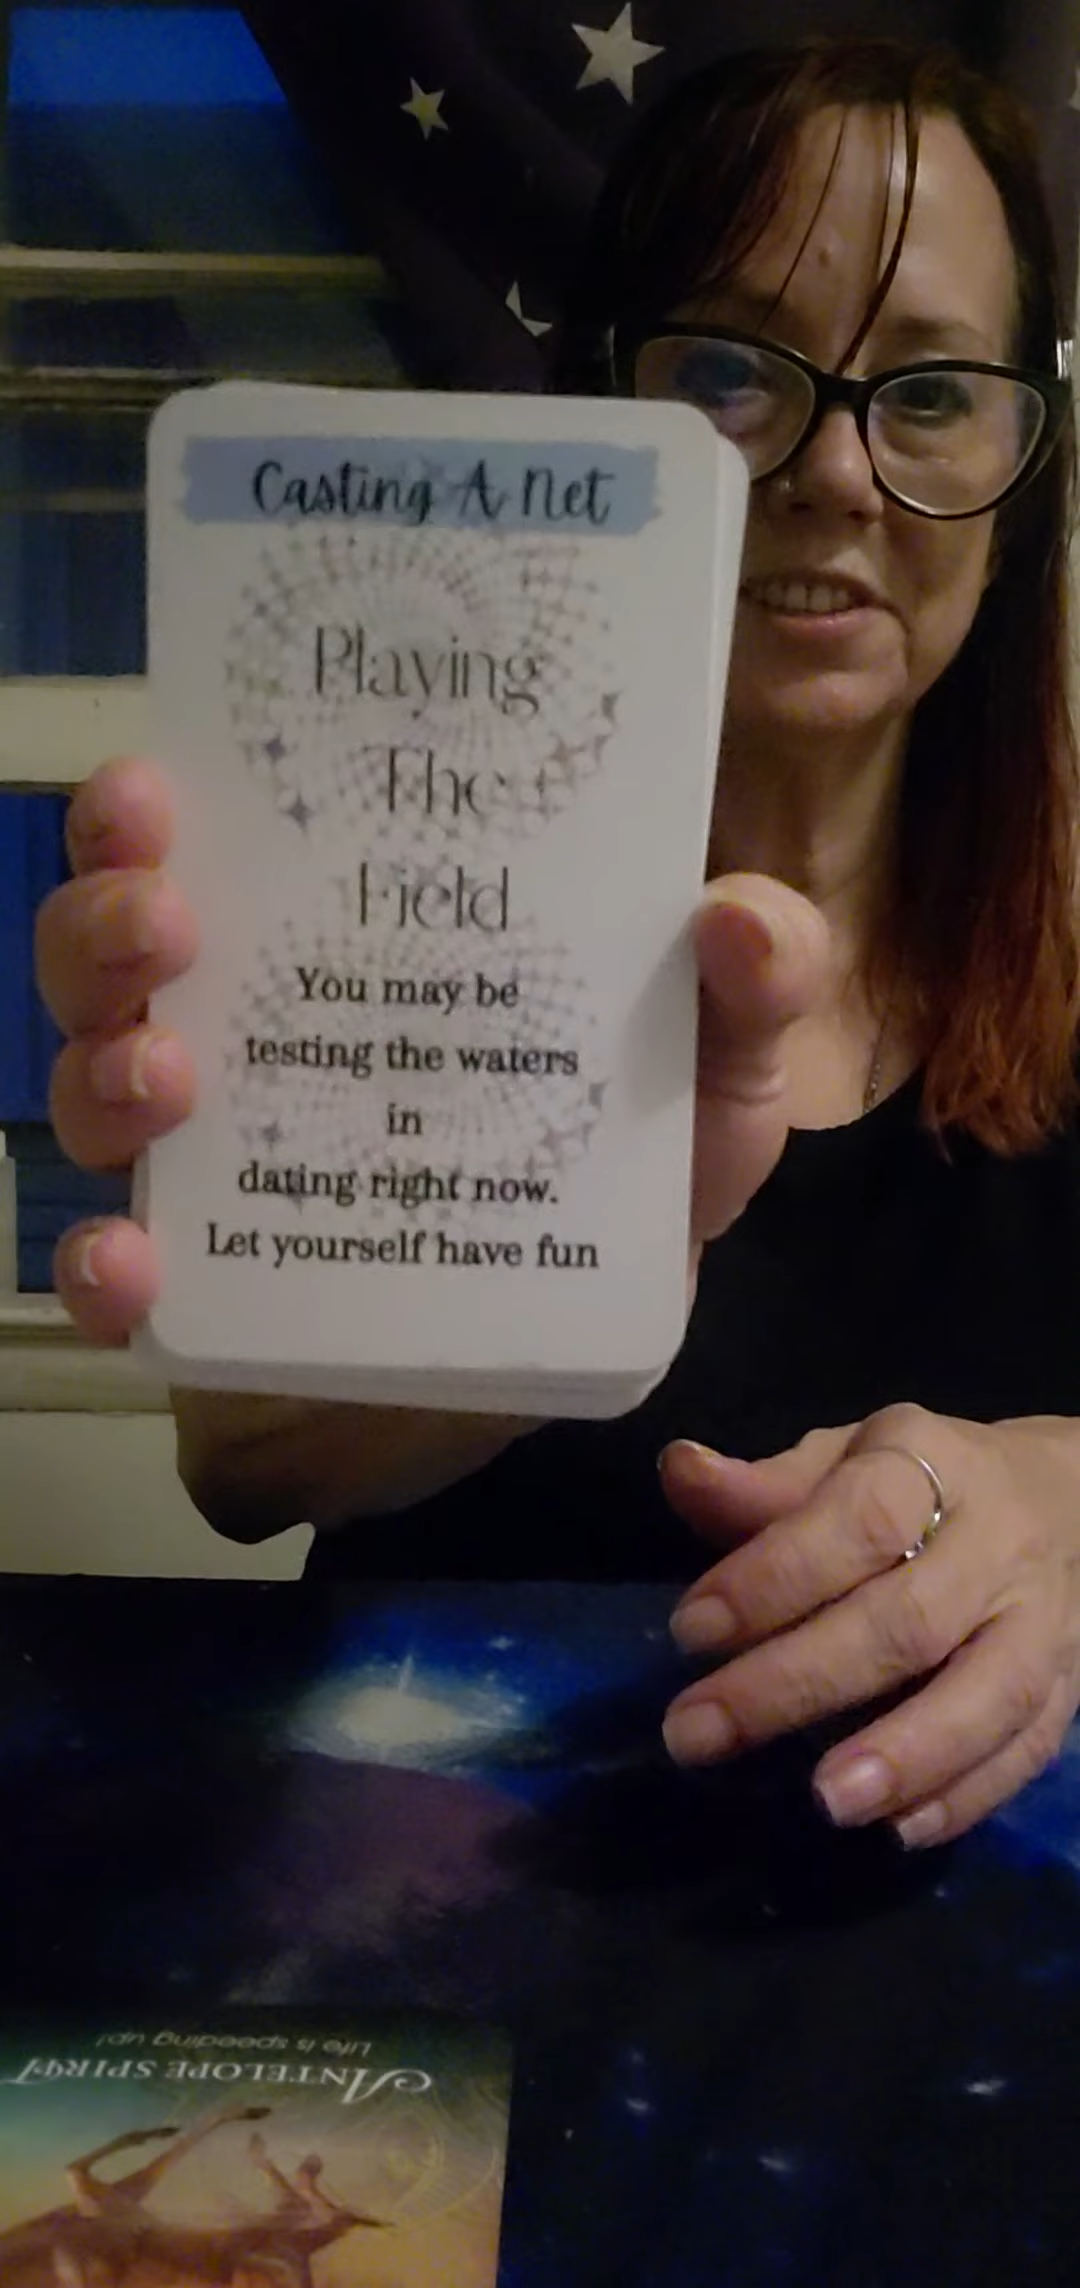 Casting A Net
Playing
The
Field
You may be
testing the waters
in
dating right now.
Let yourself have fun
ANTELOPE SPIRIT
Life is speeding up!